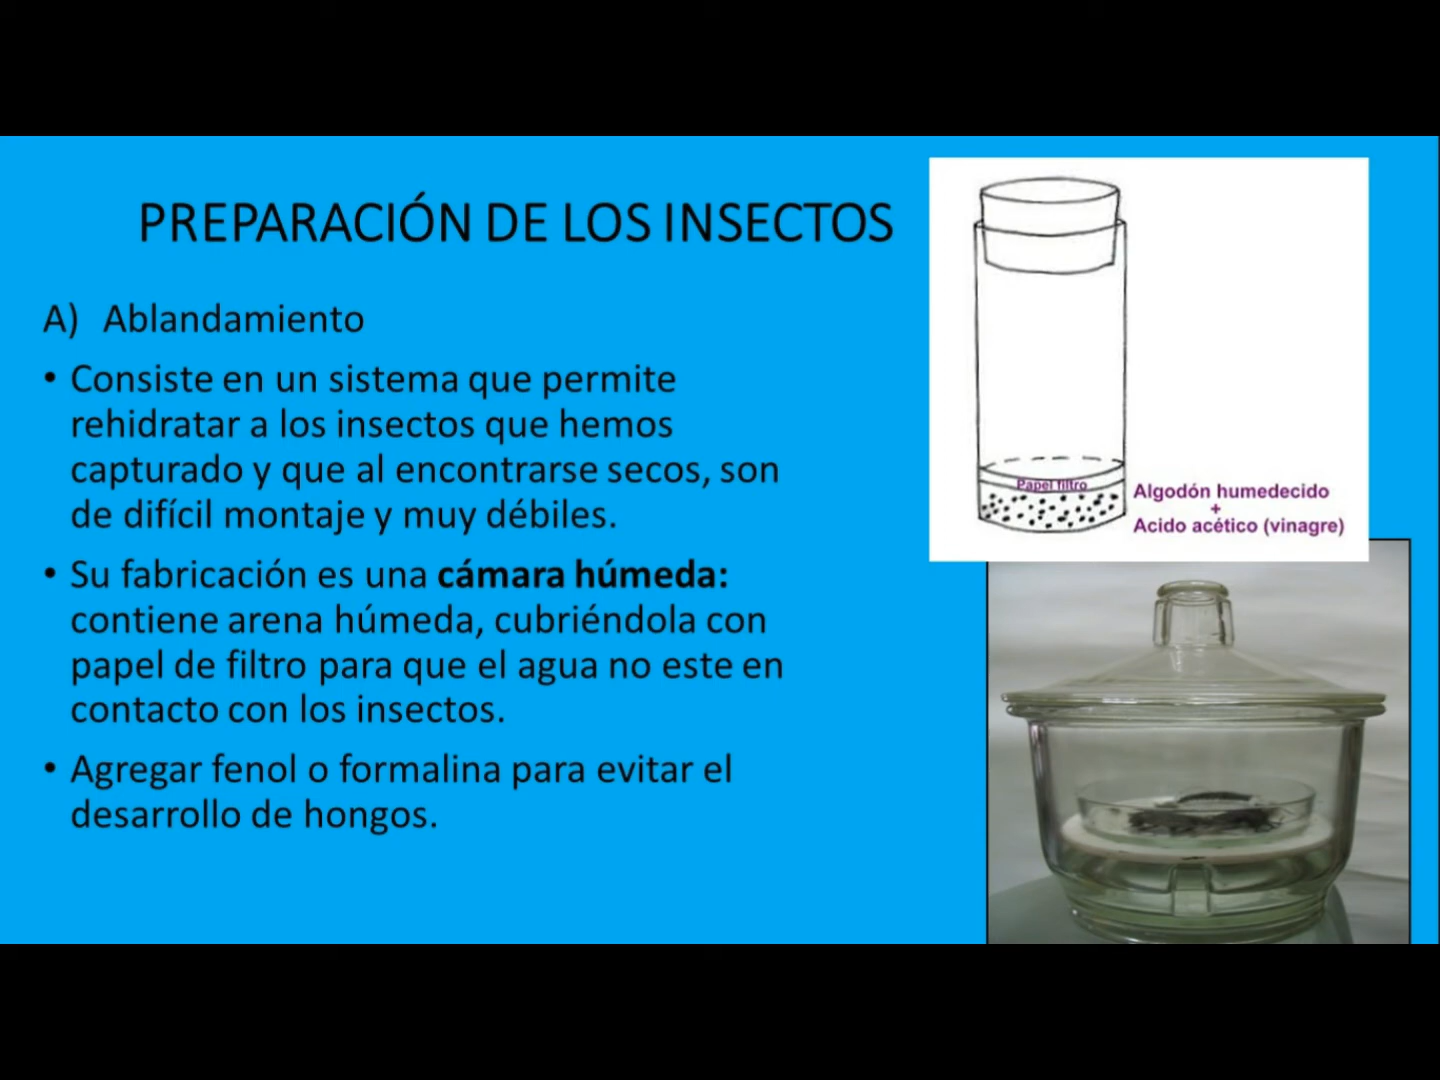 PREPARACIÓN DE LOS INSECTOS
A) Ablandamiento
• Consiste en un sistema que permite
rehidratar a los insectos que hemos
capturado y que al encontrarse secos, son
de difícil montaje y muy débiles.
• Su fabricación es una cámara húmeda:
contiene arena húmeda, cubriéndola con
papel de filtro para que el agua no este en
contacto con los insectos.
• Agregar fenol o formalina para evitar el
desarrollo de hongos.
Papel filtro
Algodón humedecido
+
Acido acético (vinagre)